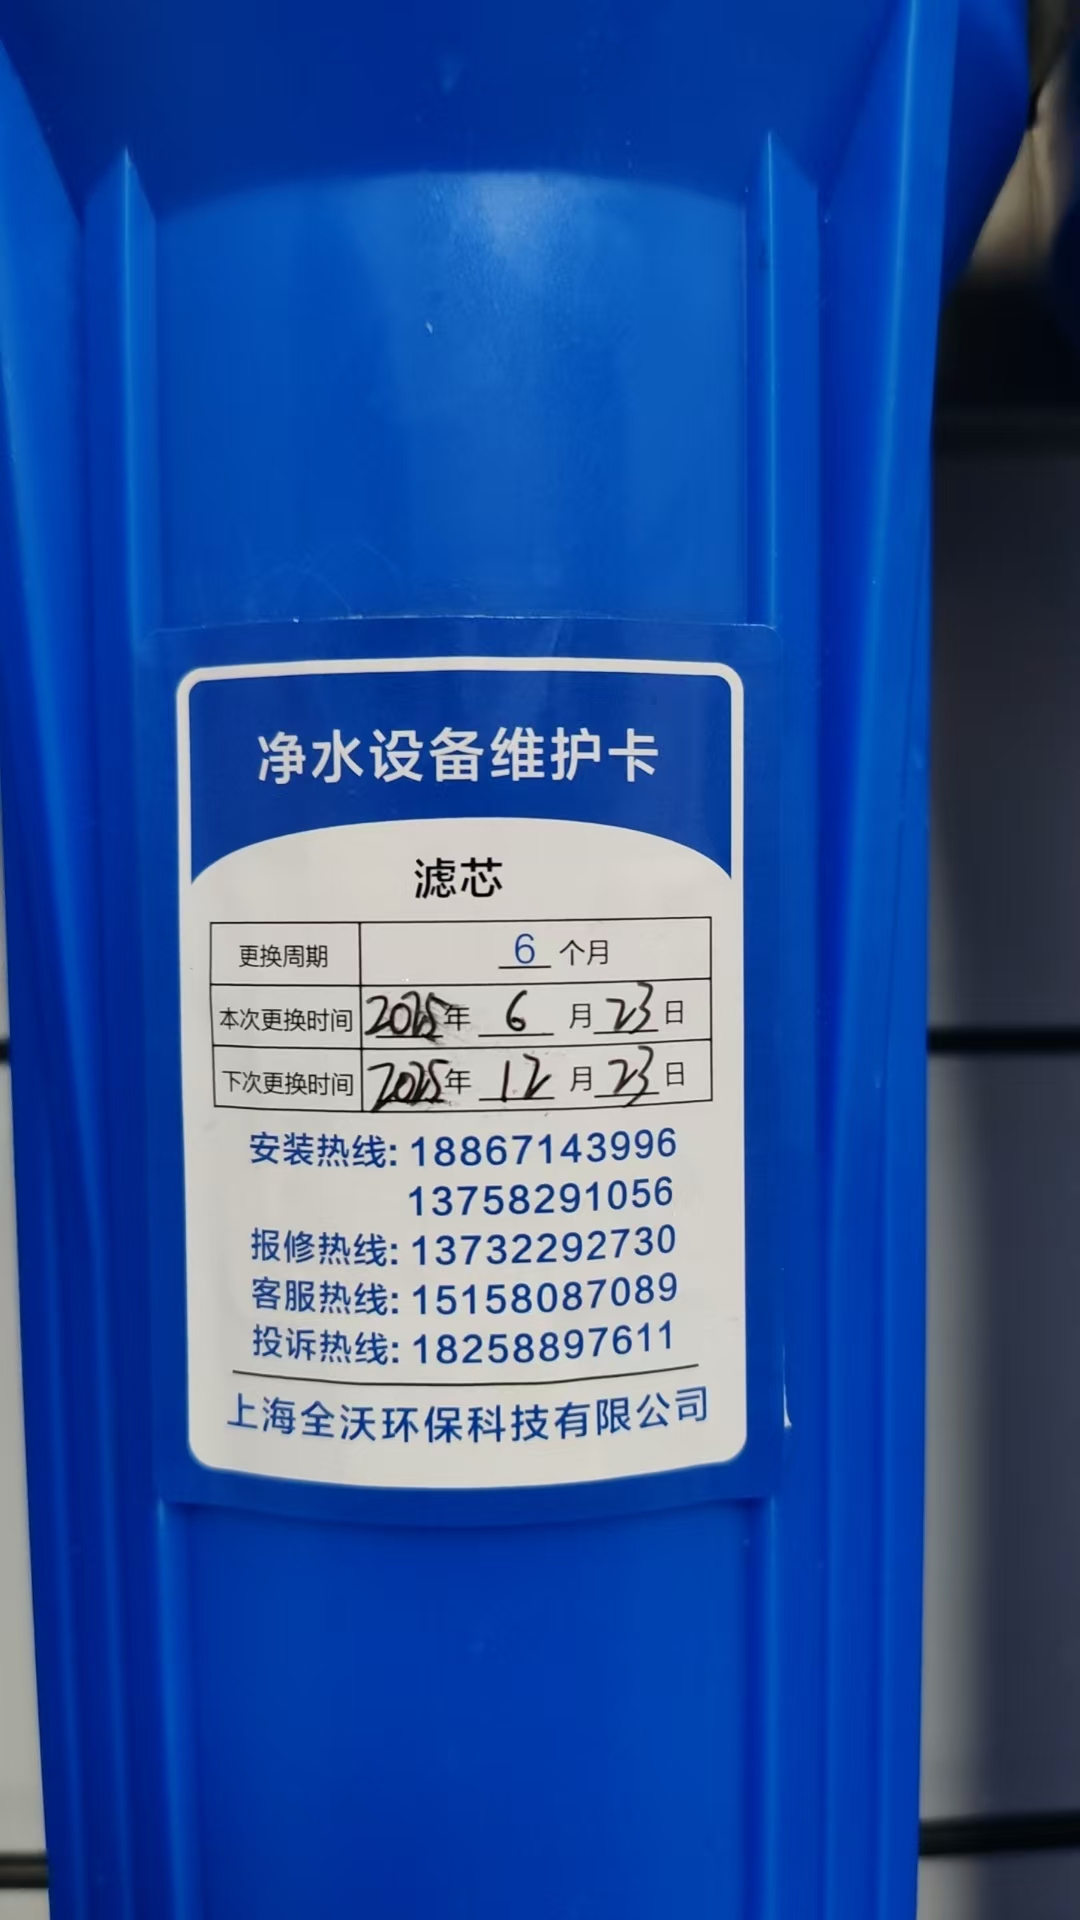 净水设备维护卡
滤芯
更换周期 6 个月
本次更换时间 2025年 6 月 23 日
下次更换时间 2025年 12 月 23 日
安装热线: 18867143996
13758291056
报修热线: 13732292730
客服热线: 15158087089
投诉热线: 18258897611
上海全沃环保科技有限公司